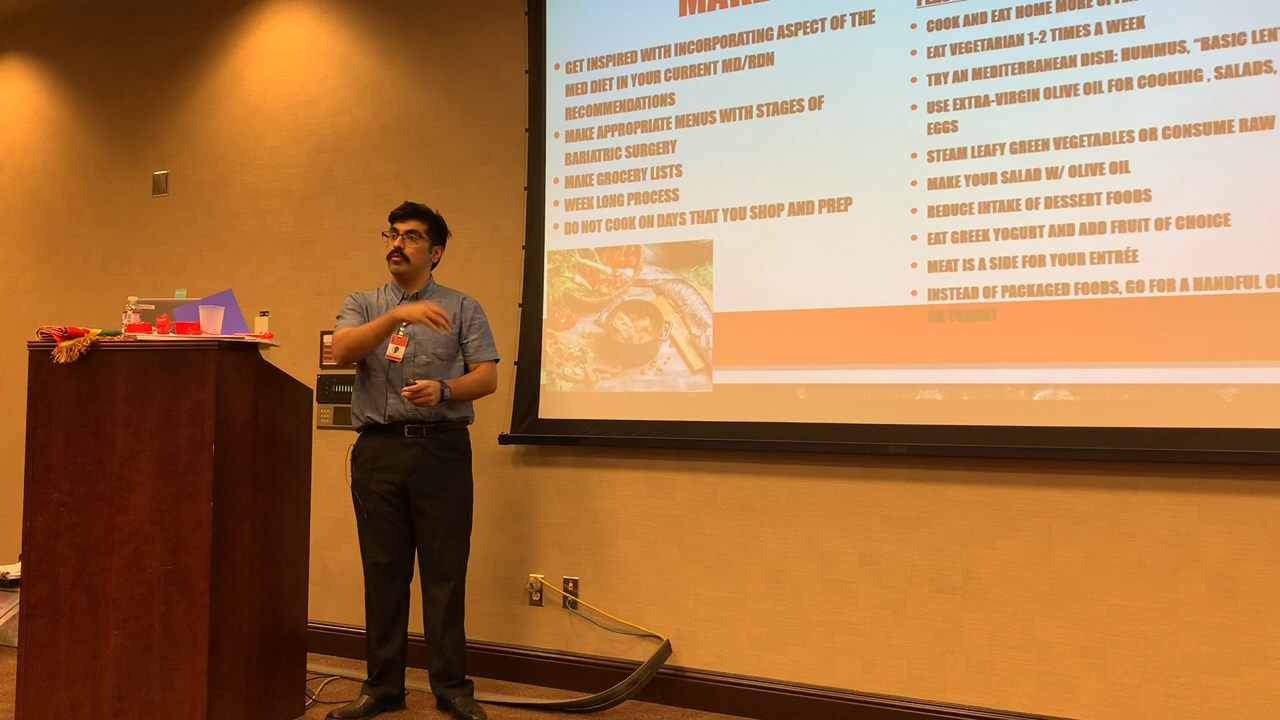 MAKE
GET INSPIRED WITH INCORPORATING ASPECT OF THE
MED DIET IN YOUR CURRENT MD/RDN
RECOMMENDATIONS
MAKE APPROPRIATE MENUS WITH STAGES OF
BARIATRIC SURGERY
MAKE GROCERY LISTS
WEEK LONG PROCESS
DO NOT COOK ON DAYS THAT YOU SHOP AND PREP
COOK AND EAT HOME MORE OFTEN
EAT VEGETARIAN 1-2 TIMES A WEEK
TRY AN MEDITERRANEAN DISH: HUMMUS, “BASIC LEN
USE EXTRA-VIRGIN OLIVE OIL FOR COOKING , SALADS,
EGGS
STEAM LEAFY GREEN VEGETABLES OR CONSUME RAW
MAKE YOUR SALAD W/ OLIVE OIL
REDUCE INTAKE OF DESSERT FOODS
EAT GREEK YOGURT AND ADD FRUIT OF CHOICE
MEAT IS A SIDE FOR YOUR ENTRÉE
INSTEAD OF PACKAGED FOODS, GO FOR A HANDFUL O
OR YOGURT